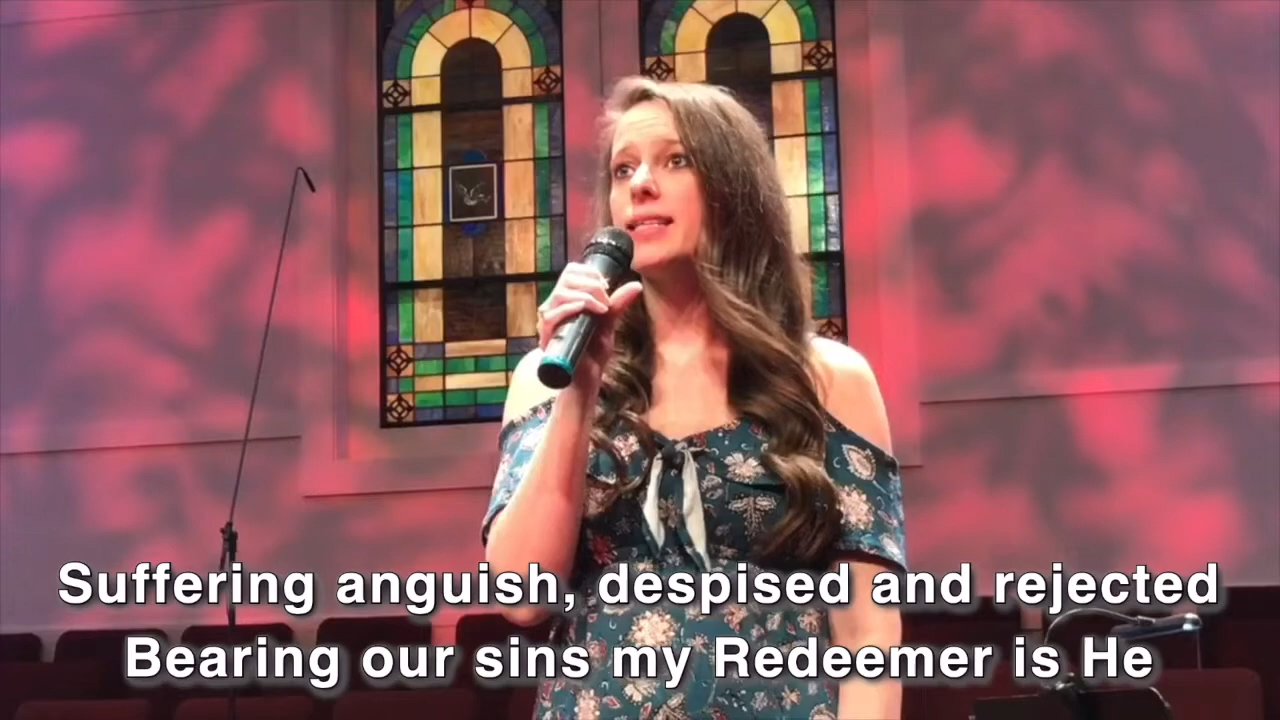 Suffering anguish, despised and rejected
Bearing our sins my Redeemer is He